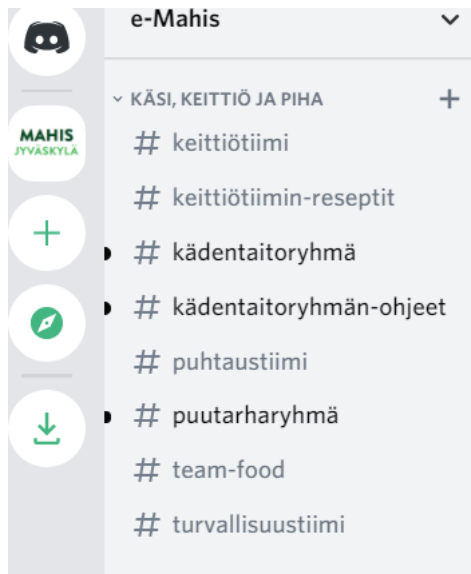 e-Mahis
MAHIS
JYVÄSKYLÄ
KÄSI, KEITTIÖ JA PIHA
# keittiötiimi
# keittiötiimin-reseptit
# kädentaitoryhmä
# kädentaitoryhmän-ohjeet
# puhtaustiimi
# puutarharyhmä
# team-food
# turvallisuustiimi